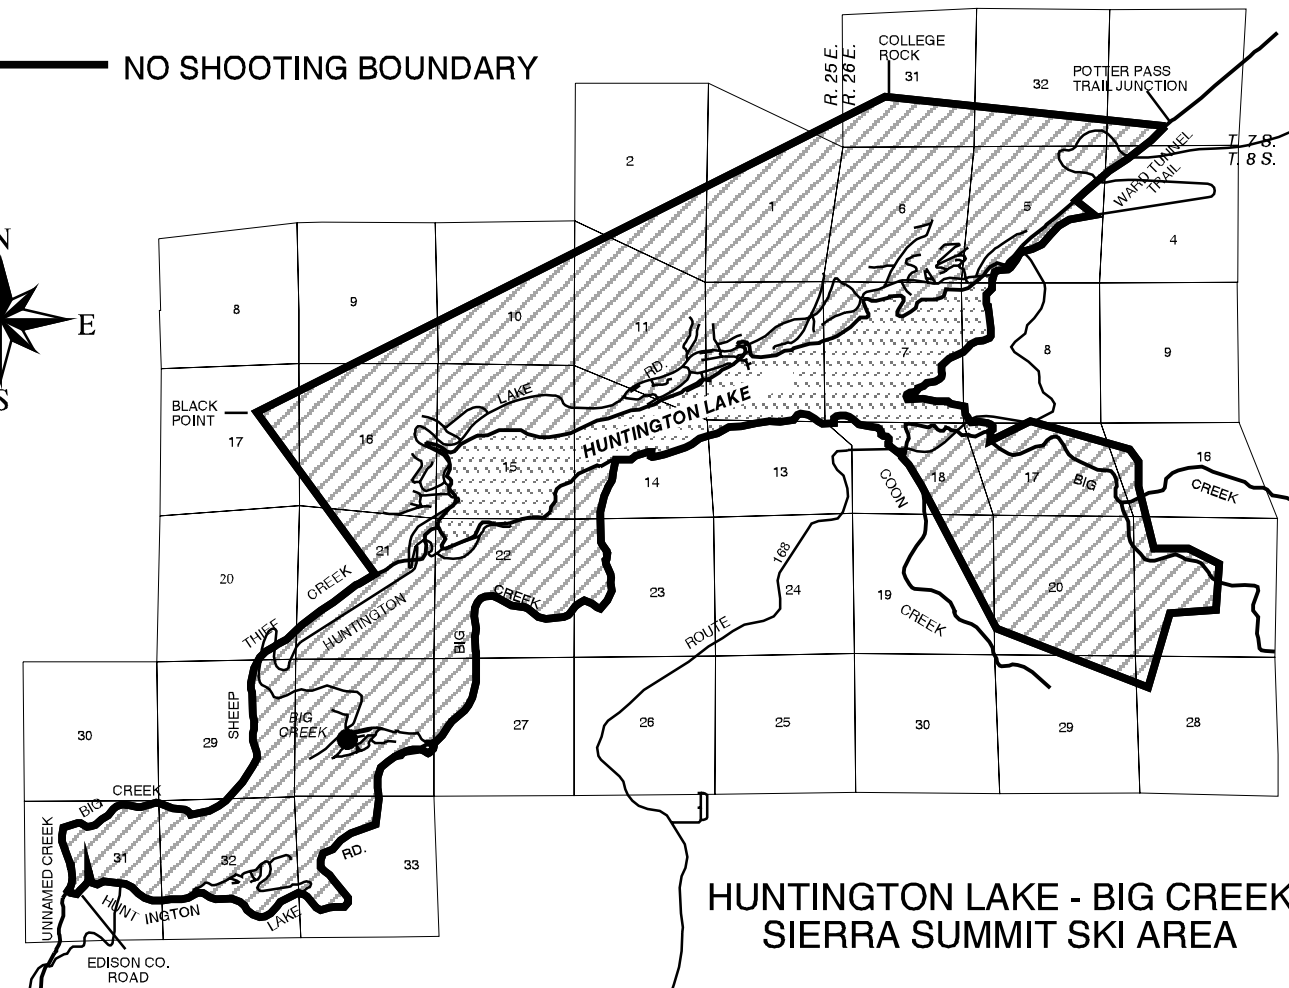 NO SHOOTING BOUNDARY
R. 25 E.
R. 26 E.
COLLEGE
ROCK
31
32
POTTER PASS
TRAIL JUNCTION
T. 7 S.
T. 8 S.
WARD TUNNEL
TRAIL
2
1
6
5
4
N
E
S
8
9
10
11
7
8
9
LAKE
RD
HUNTINGTON LAKE
BLACK
POINT
17
16
15
14
13
18
17
16
COON
BIG
CREEK
20
21
22
23
24
19
20
168
ROUTE
CREEK
THIEF
CREEK
HUNTINGTON
BIG
CREEK
SHEEP
BIG
CREEK
30
29
27
26
25
30
29
28
BIG
CREEK
UNNAMED CREEK
31
32
33
RD.
HUNT
INGTON
LAKE
EDISON CO.
ROAD
HUNTINGTON LAKE - BIG CREEK
SIERRA SUMMIT SKI AREA